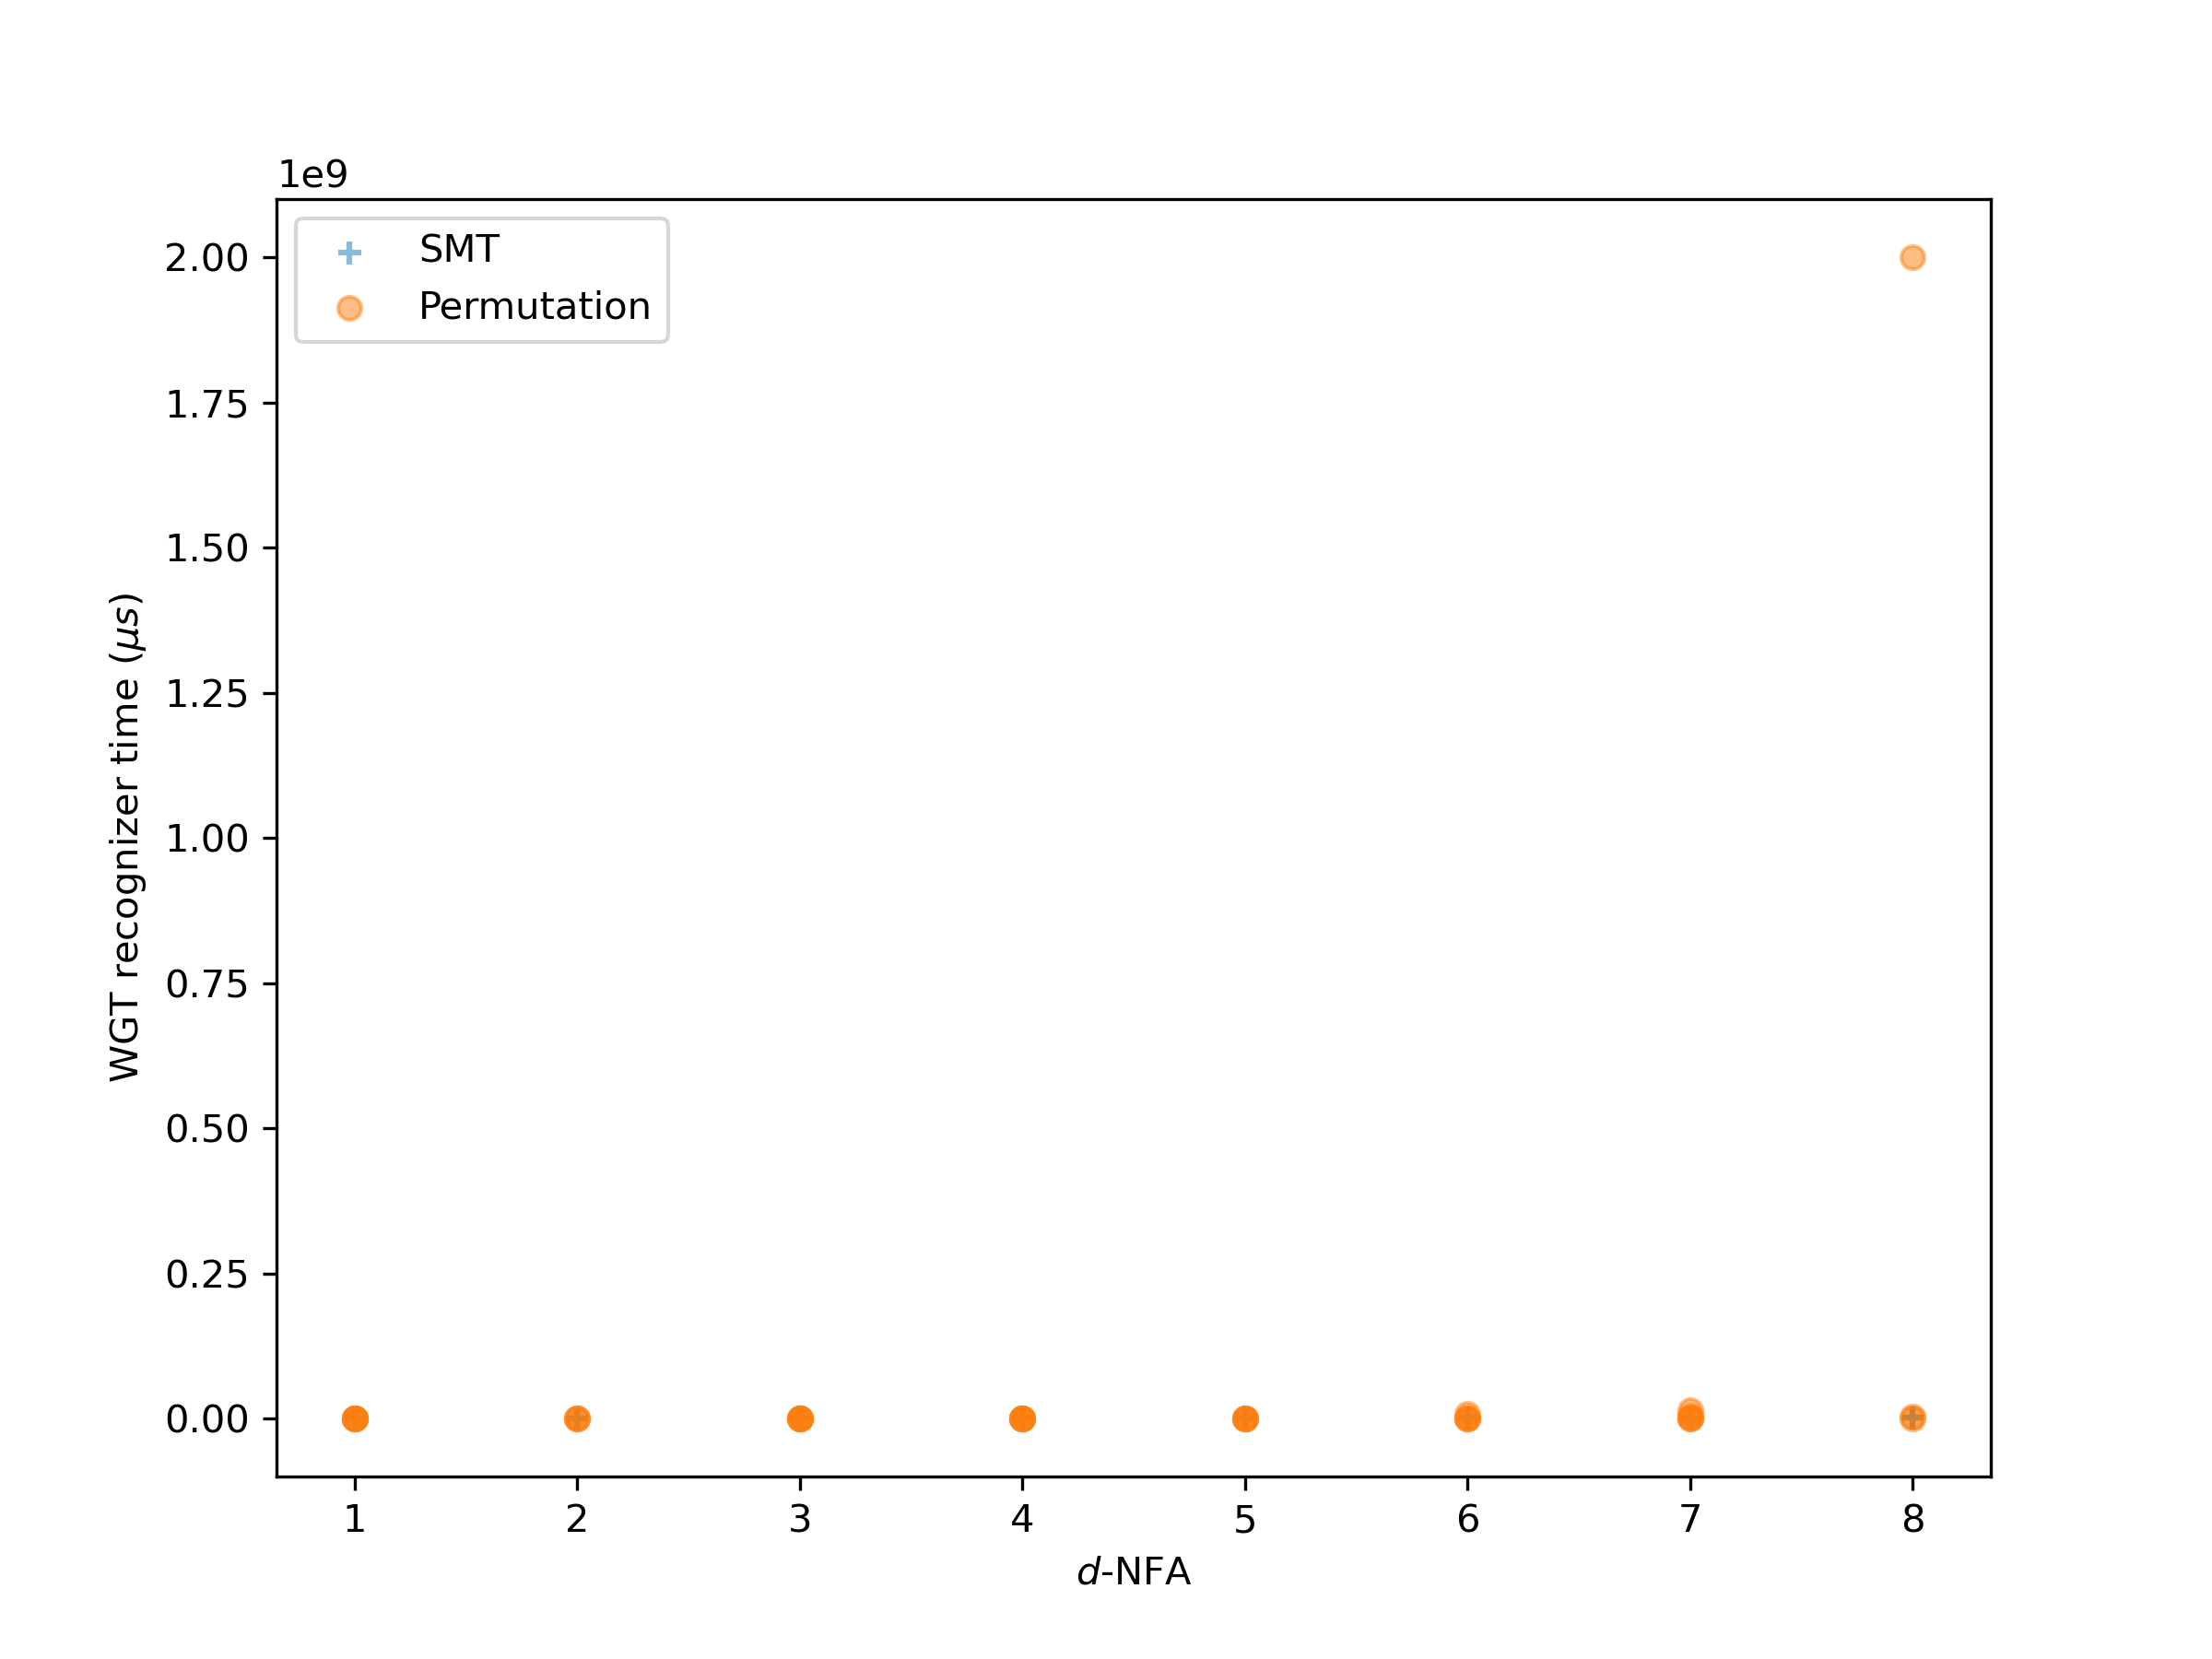 1e9
SMT
Permutation
2.00
1.75
1.50
1.25
1.00
0.75
0.50
0.25
0.00
WGT recognizer time (μs)
1 2 3 4 5 6 7 8
d-NFA